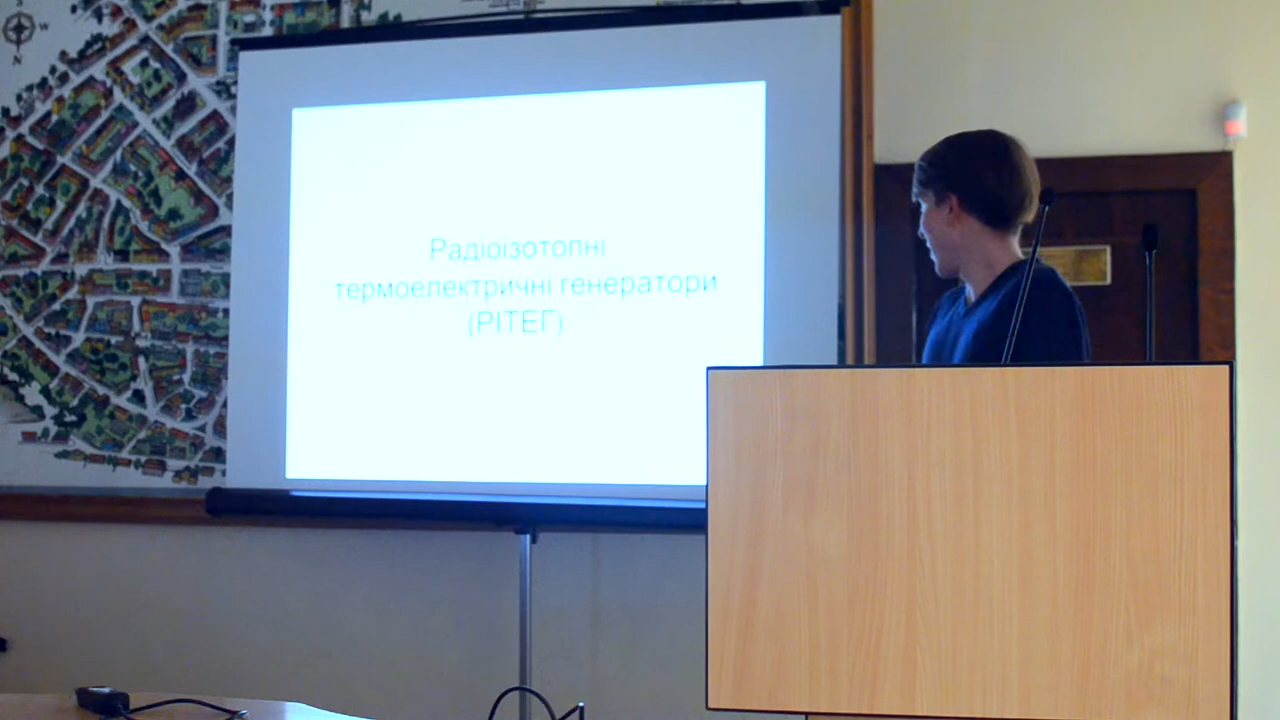 Радіоізотопні
термоелектричні генератори
(РІТЕГ)